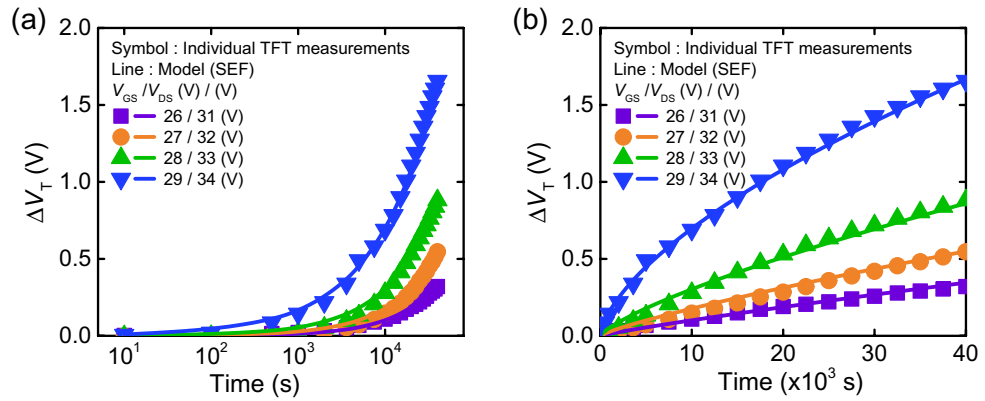 (a)
2.0
1.5
1.0
0.5
0.0
ΔV_T (V)
Symbol : Individual TFT measurements
Line : Model (SEF)
V_GS /V_DS (V) / (V)
26 / 31 (V)
27 / 32 (V)
28 / 33 (V)
29 / 34 (V)
10^1
10^2
10^3
10^4
Time (s)
(b)
2.0
1.5
1.0
0.5
0.0
ΔV_T (V)
Symbol : Individual TFT measurements
Line : Model (SEF)
V_GS /V_DS (V) / (V)
26 / 31 (V)
27 / 32 (V)
28 / 33 (V)
29 / 34 (V)
0
10
20
30
40
Time (x10^3 s)